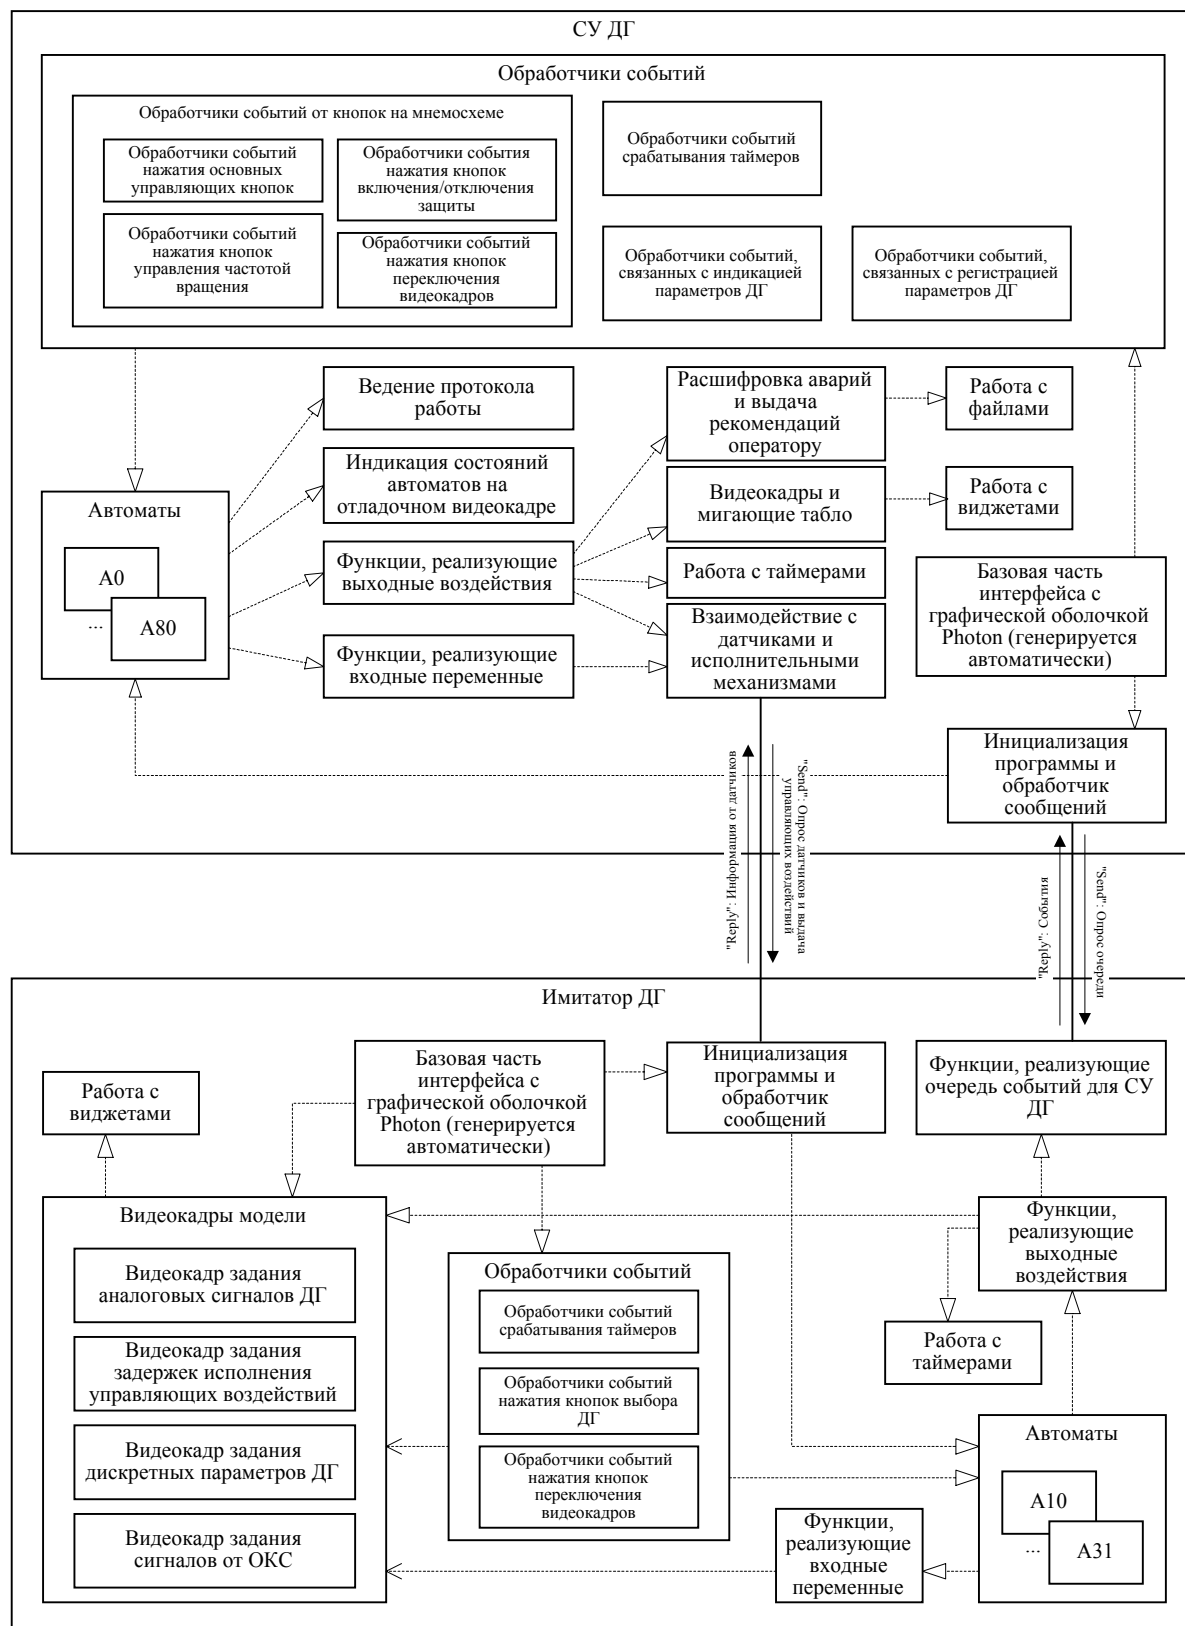 СУ ДГ
Обработчики событий
Обработчики событий от кнопок на мнемосхеме
Обработчики событий
нажатия основных
управляющих кнопок
Обработчики события
нажатия кнопок
включения/отключения
защиты
Обработчики событий
нажатия кнопок
управления частотой
вращения
Обработчики событий
нажатия кнопок
переключения
видеокадров
Обработчики событий
срабатывания таймеров
Обработчики событий,
связанных с индикацией
параметров ДГ
Обработчики событий,
связанных с регистрацией
параметров ДГ
Автоматы
А0
...
А80
Ведение протокола
работы
Индикация состояний
автоматов на
отладочном видеокадре
Функции, реализующие
выходные воздействия
Функции, реализующие
входные переменные
Расшифровка аварий
и выдача
рекомендаций
оператору
Видеокадры и
мигающие табло
Работа с таймерами
Взаимодействие с
датчиками и
исполнительными
механизмами
Работа с
файлами
Работа с
виджетами
Базовая часть
интерфейса с
графической оболочкой
Photon (генерируется
автоматически)
Инициализация
программы и
обработчик
сообщений
"Reply": Информация от датчиков
"Send": Опрос датчиков и выдача
управляющих воздействий
"Reply": События
"Send": Опрос очереди
Имитатор ДГ
Работа с
виджетами
Базовая часть
интерфейса с
графической оболочкой
Photon (генерируется
автоматически)
Инициализация
программы и
обработчик
сообщений
Функции, реализующие
очередь событий для СУ
ДГ
Видеокадры модели
Видеокадр задания
аналоговых сигналов ДГ
Видеокадр задания
задержек исполнения
управляющих воздействий
Видеокадр задания
дискретных параметров ДГ
Видеокадр задания
сигналов от ОКС
Обработчики событий
Обработчики событий
срабатывания таймеров
Обработчики событий
нажатия кнопок выбора
ДГ
Обработчики событий
нажатия кнопок
переключения
видеокадров
Функции,
реализующие
выходные
воздействия
Работа с
таймерами
Автоматы
А10
...
А31
Функции,
реализующие
входные
переменные